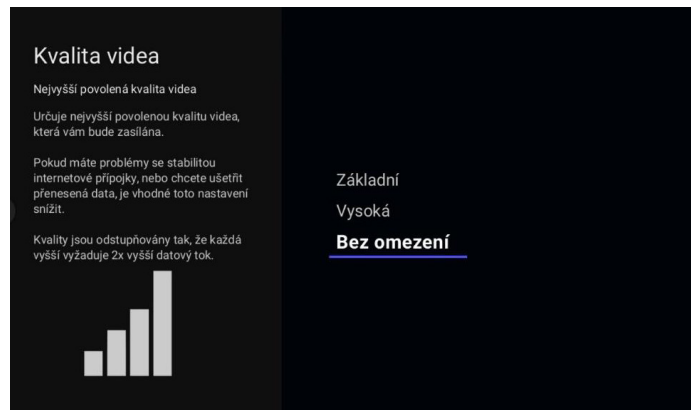 Kvalita videa
Nejvyšší povolená kvalita videa
Určuje nejvyšší povolenou kvalitu videa,
která vám bude zasílána.
Pokud máte problémy se stabilitou
internetové přípojky, nebo chcete ušetřit
přenesená data, je vhodné toto nastavení
snížit.
Kvality jsou odstupňovány tak, že každá
vyšší vyžaduje 2x vyšší datový tok.
Základní
Vysoká
Bez omezení